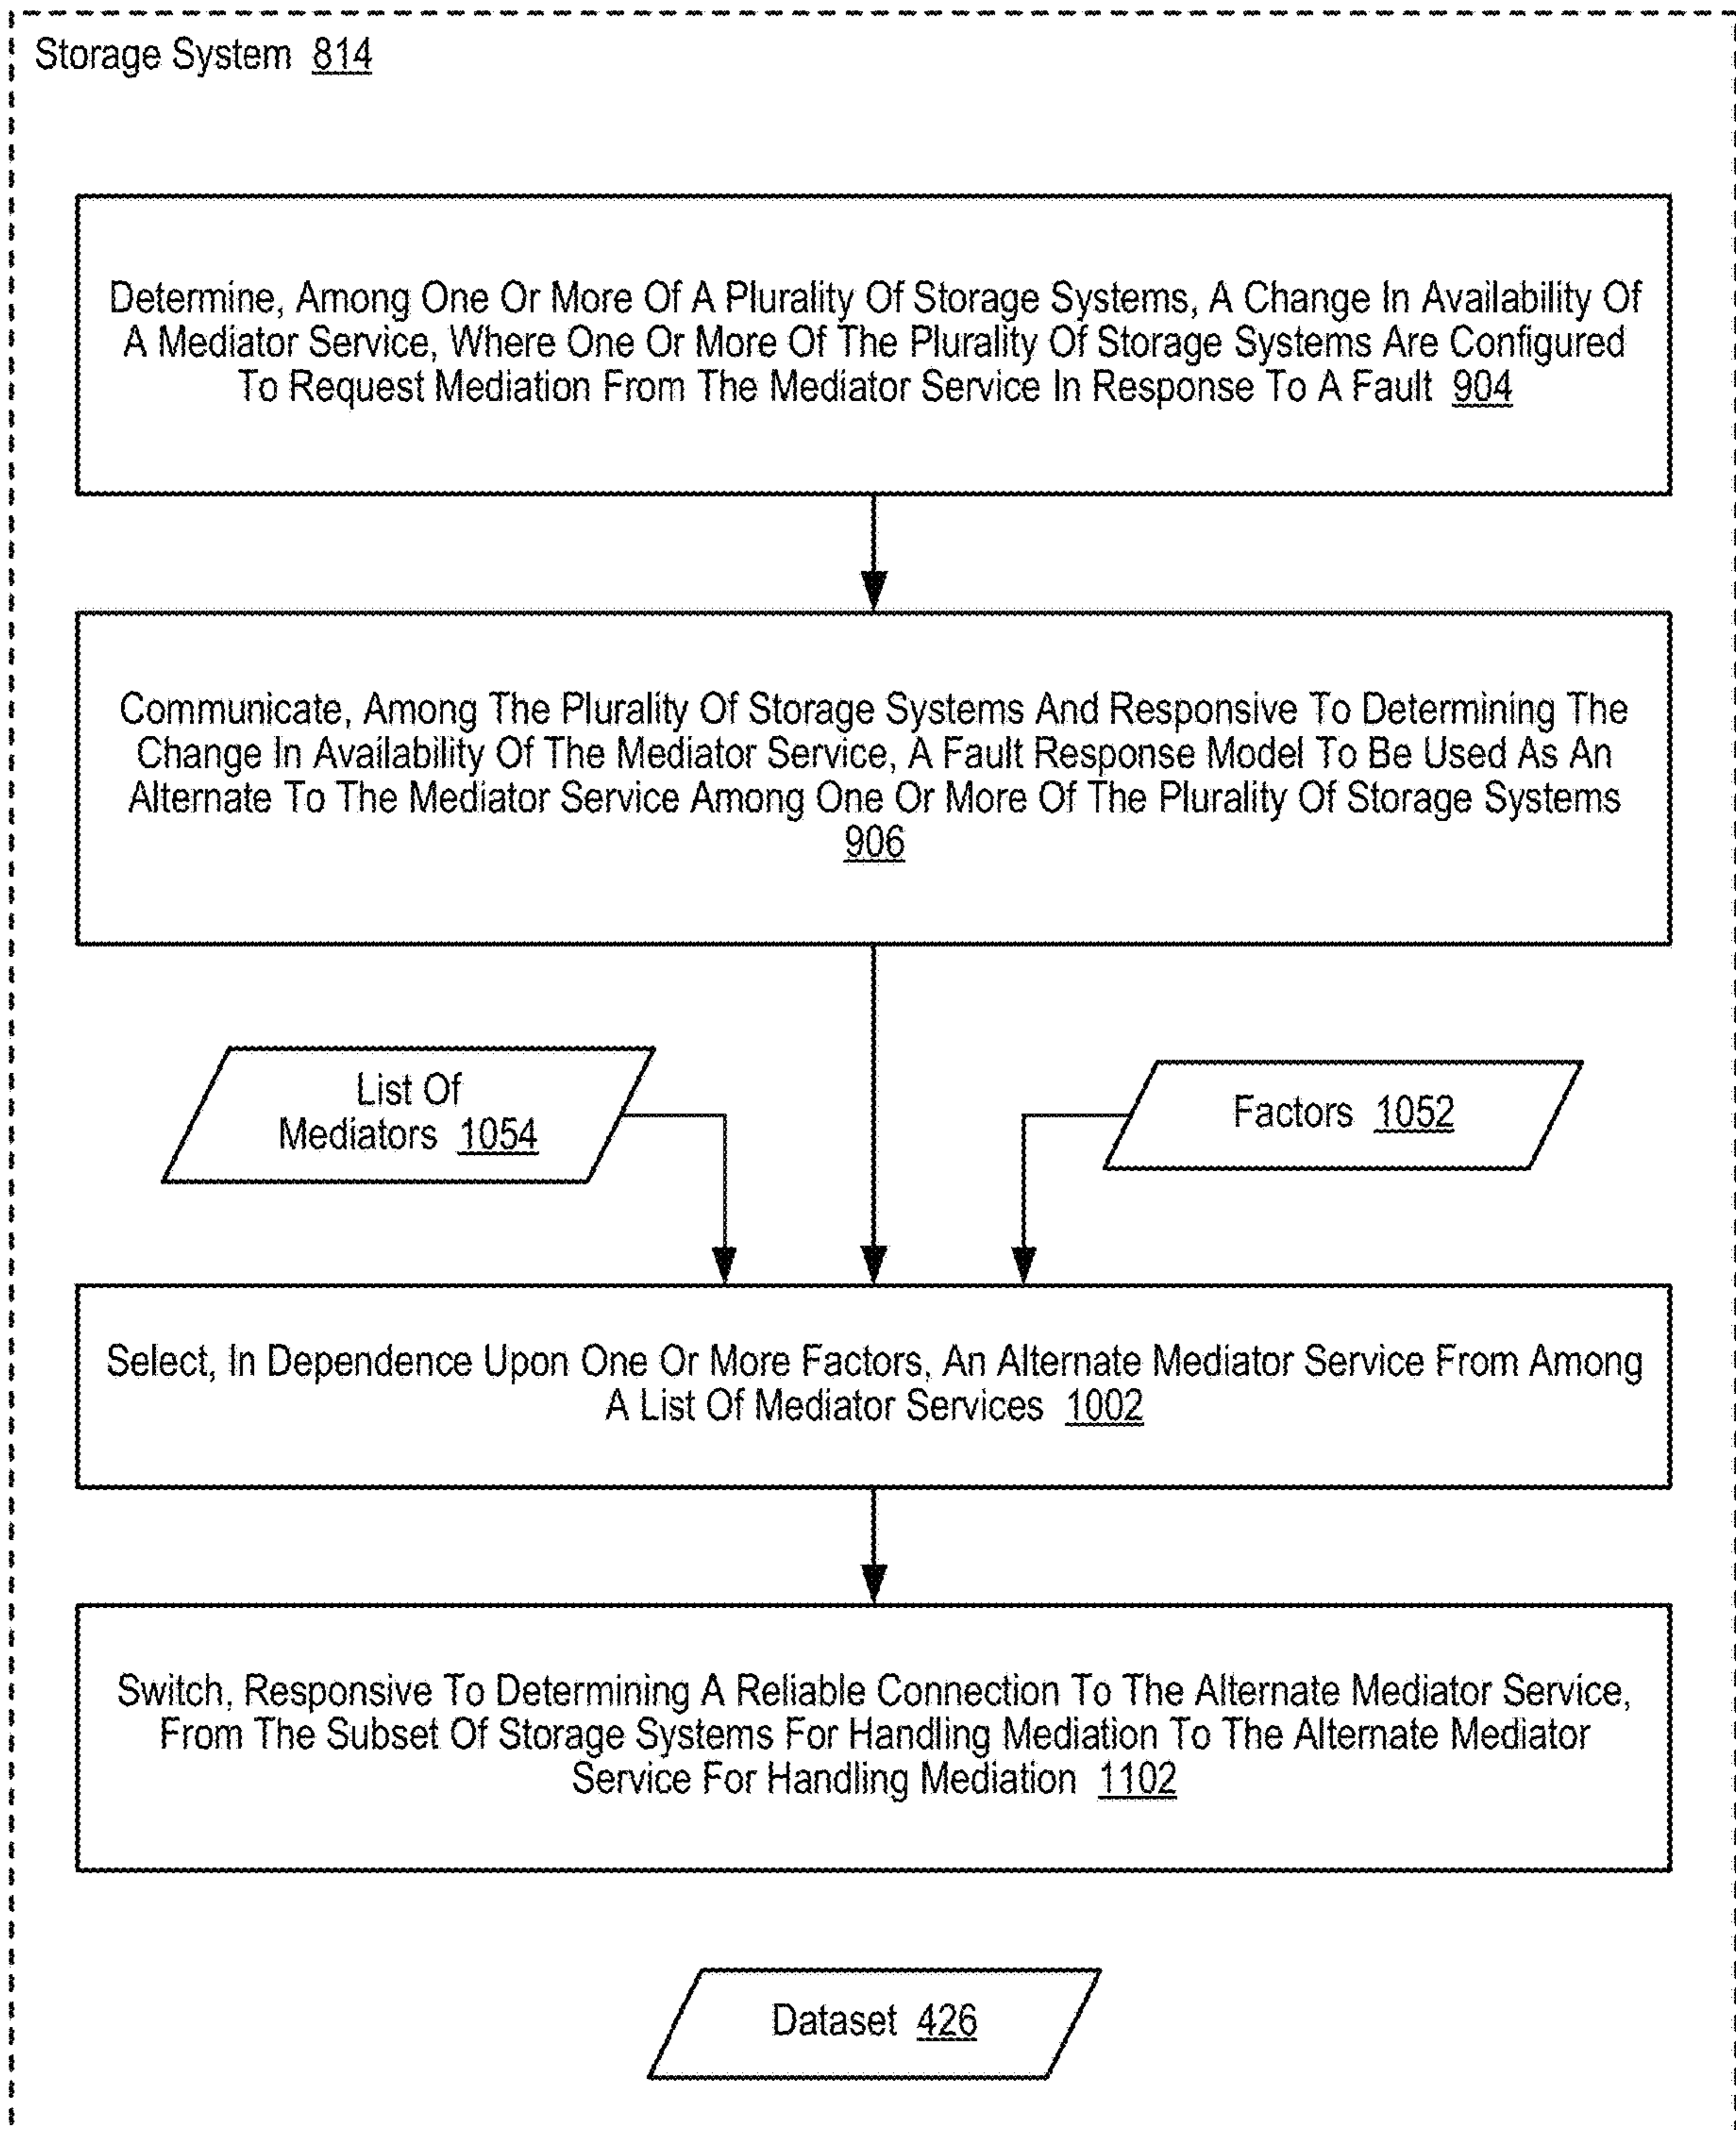 Storage System 814
Determine, Among One Or More Of A Plurality Of Storage Systems, A Change In Availability Of
A Mediator Service, Where One Or More Of The Plurality Of Storage Systems Are Configured
To Request Mediation From The Mediator Service In Response To A Fault 904
Communicate, Among The Plurality Of Storage Systems And Responsive To Determining The
Change In Availability Of The Mediator Service, A Fault Response Model To Be Used As An
Alternate To The Mediator Service Among One Or More Of The Plurality Of Storage Systems
906
List Of
Mediators 1054
Factors 1052
Select, In Dependence Upon One Or More Factors, An Alternate Mediator Service From Among
A List Of Mediator Services 1002
Switch, Responsive To Determining A Reliable Connection To The Alternate Mediator Service,
From The Subset Of Storage Systems For Handling Mediation To The Alternate Mediator
Service For Handling Mediation 1102
Dataset 426